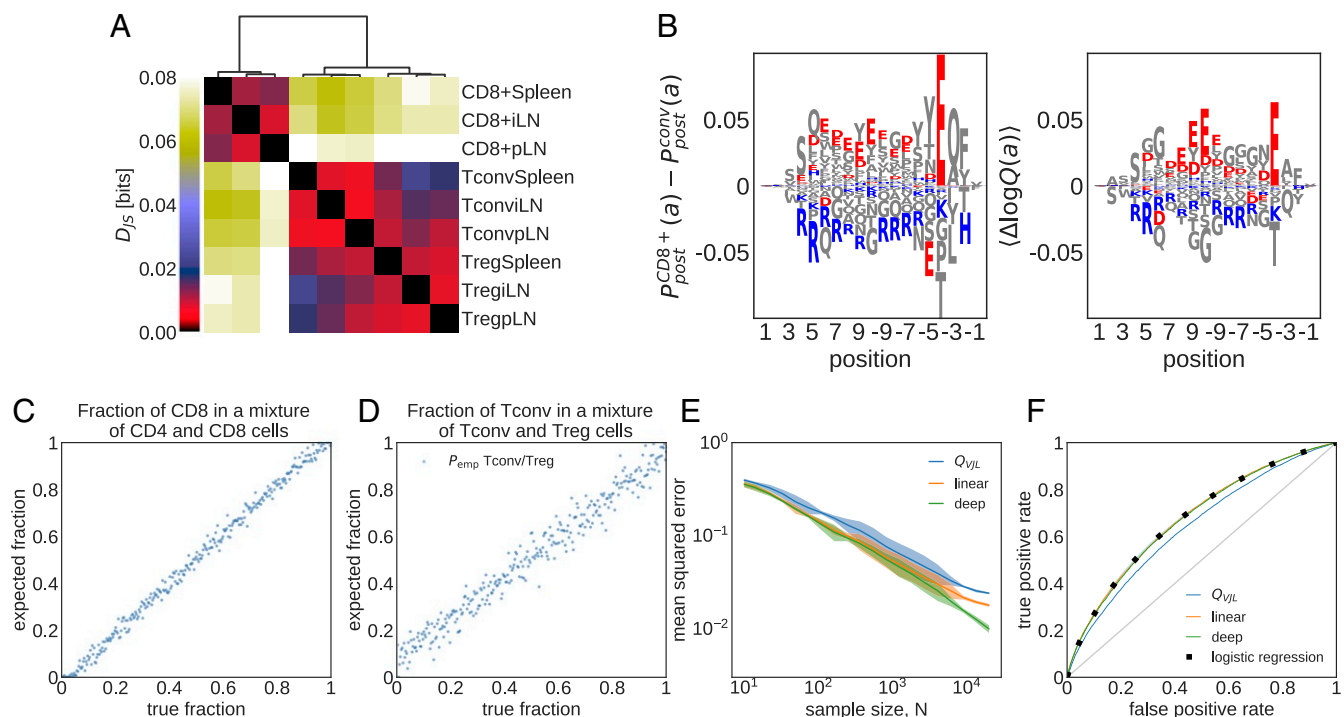 A
D_JS [bits]
0.08
0.06
0.04
0.02
0.00
CD8+Spleen
CD8+iLN
CD8+pLN
TconvSpleen
TconviLN
TconvpLN
TregSpleen
TregiLN
TregpLN
B
P_post^CD8+(a) − P_post^conv(a)
0.05
0
-0.05
1 3 5 7 9 -9 -7 -5 -3 -1
position
⟨ΔlogQ(a)⟩
0.05
0
-0.05
1 3 5 7 9 -9 -7 -5 -3 -1
position
C
Fraction of CD8 in a mixture
of CD4 and CD8 cells
expected fraction
1
0.8
0.6
0.4
0.2
0
0 0.2 0.4 0.6 0.8 1
true fraction
D
Fraction of Tconv in a mixture
of Tconv and Treg cells
P_emp Tconv/Treg
expected fraction
1
0.8
0.6
0.4
0.2
0
0 0.2 0.4 0.6 0.8 1
true fraction
E
mean squared error
10^0
10^-1
10^-2
Q_VJL
linear
deep
10^1 10^2 10^3 10^4
sample size, N
F
true positive rate
1
0.8
0.6
0.4
0.2
0
Q_VJL
linear
deep
logistic regression
0 0.2 0.4 0.6 0.8 1
false positive rate